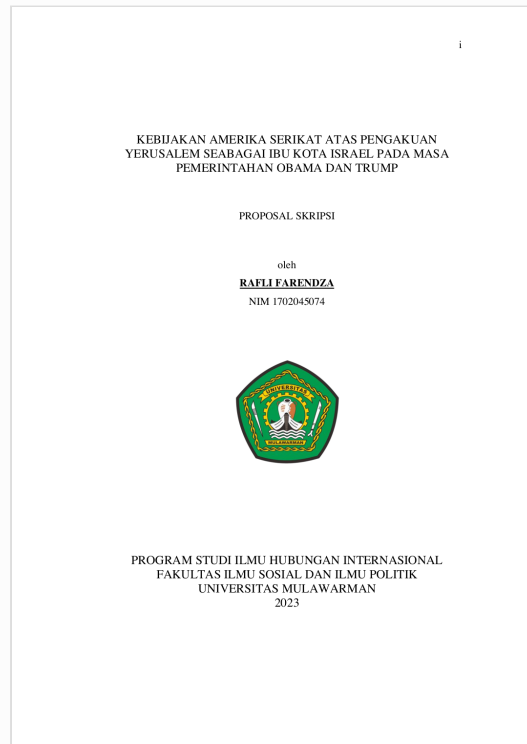 i
KEBIJAKAN AMERIKA SERIKAT ATAS PENGAKUAN
YERUSALEM SEABAGAI IBU KOTA ISRAEL PADA MASA
PEMERINTAHAN OBAMA DAN TRUMP
PROPOSAL SKRIPSI
oleh
RAFLI FARENDZA
NIM 1702045074
UNIVERSITAS
MULAWARMAN
PROGRAM STUDI ILMU HUBUNGAN INTERNASIONAL
FAKULTAS ILMU SOSIAL DAN ILMU POLITIK
UNIVERSITAS MULAWARMAN
2023